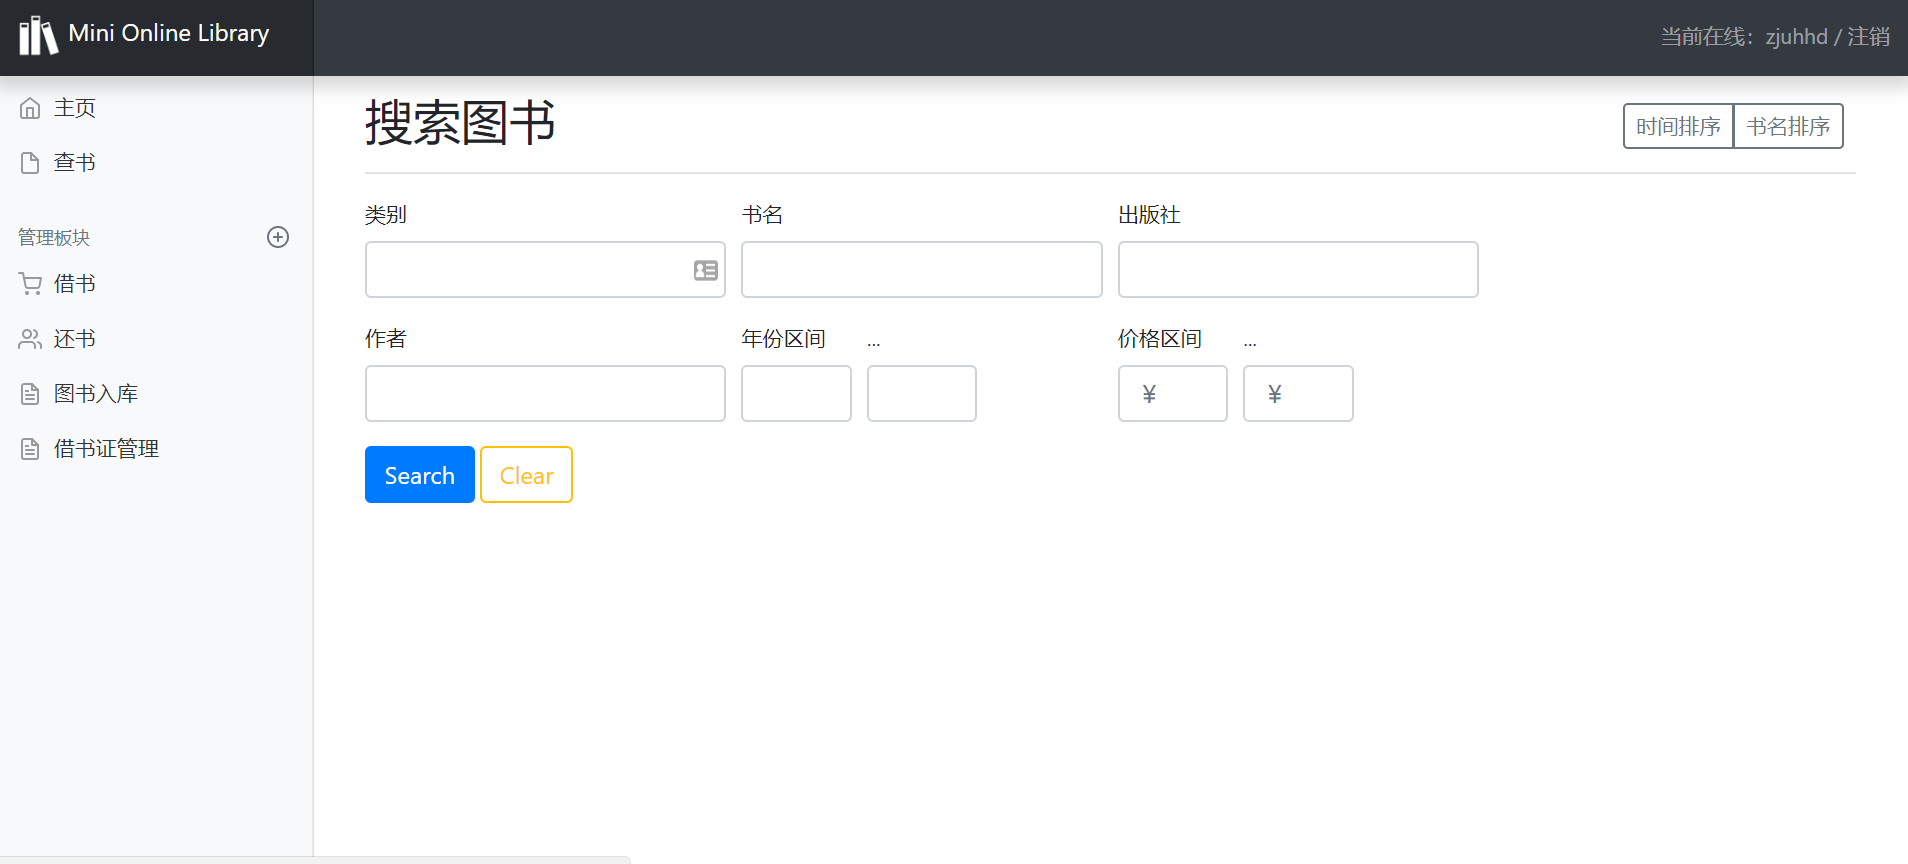 Mini Online Library
当前在线：zjuhhd / 注销
主页
查书
管理板块
借书
还书
图书入库
借书证管理
搜索图书
时间排序 书名排序
类别 书名 出版社
作者 年份区间 ... 价格区间 ...
¥ ¥
Search Clear